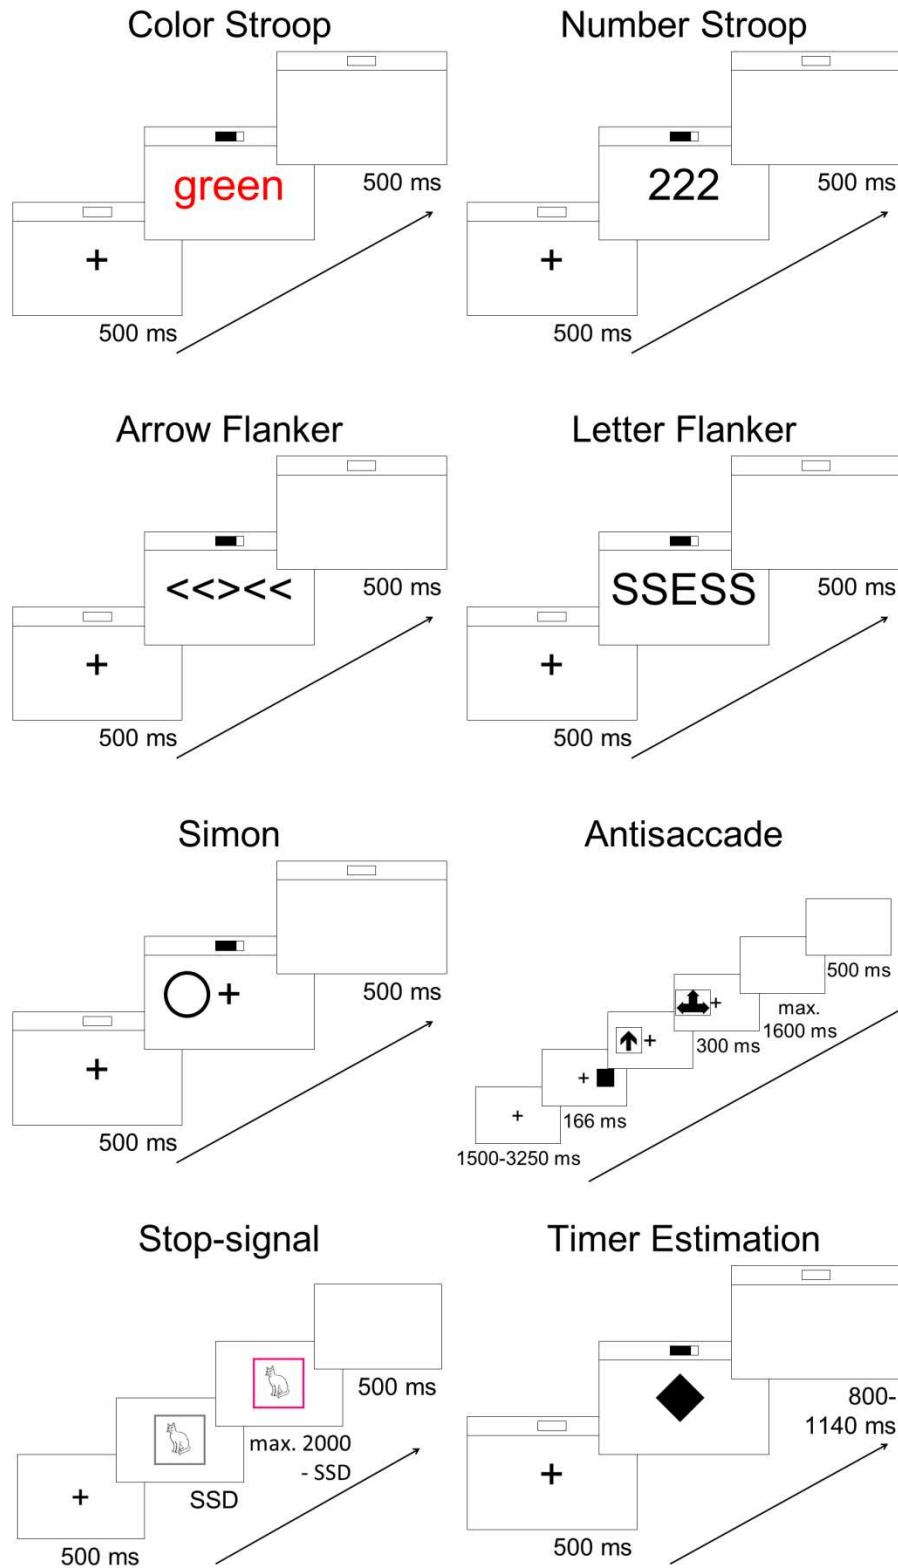 Color Stroop
green
500 ms
500 ms
Number Stroop
222
500 ms
500 ms
Arrow Flanker
<<><<
500 ms
500 ms
Letter Flanker
SSESS
500 ms
500 ms
Simon
500 ms
500 ms
Antisaccade
500 ms
max.
1600 ms
300 ms
166 ms
1500-3250 ms
Stop-signal
500 ms
max. 2000
- SSD
SSD
500 ms
Timer Estimation
800-
1140 ms
500 ms